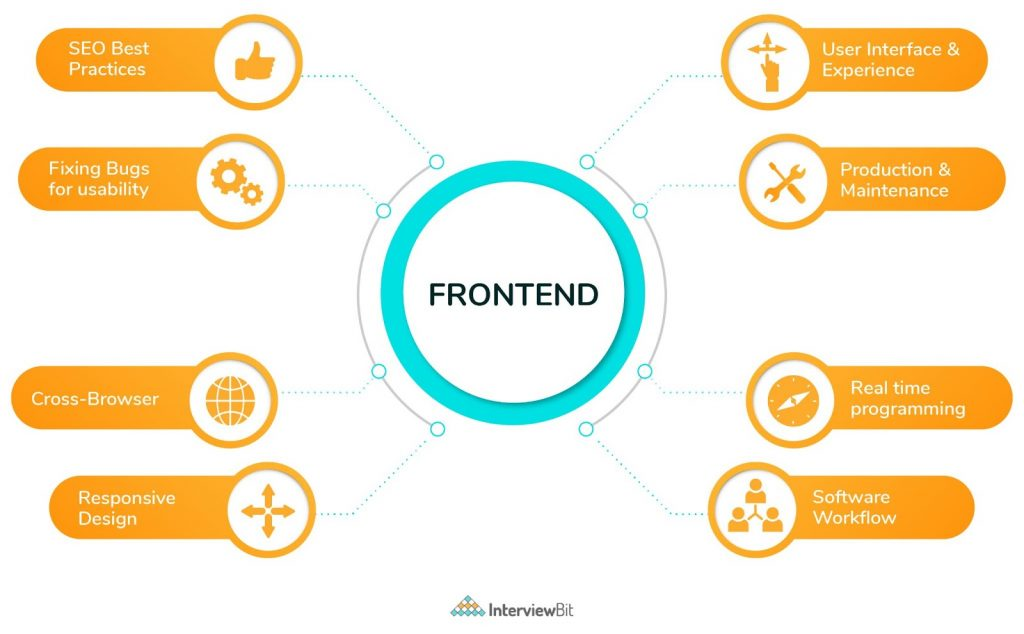 SEO Best
Practices
Fixing Bugs
for usability
Cross-Browser
Responsive
Design
FRONTEND
User Interface &
Experience
Production &
Maintenance
Real time
programming
Software
Workflow
InterviewBit